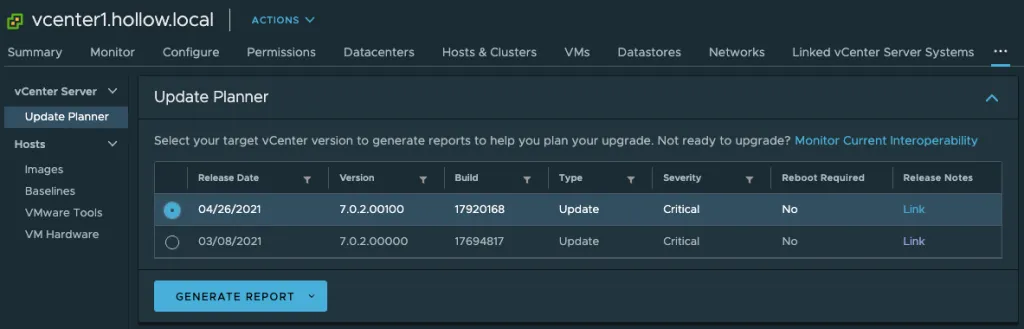 vcenter1.hollow.local ACTIONS
Summary Monitor Configure Permissions Datacenters Hosts & Clusters VMs Datastores Networks Linked vCenter Server Systems ...
vCenter Server
Update Planner
Hosts
Images
Baselines
VMware Tools
VM Hardware
Update Planner
Select your target vCenter version to generate reports to help you plan your upgrade. Not ready to upgrade? Monitor Current Interoperability
Release Date Version Build Type Severity Reboot Required Release Notes
04/26/2021 7.0.2.00100 17920168 Update Critical No Link
03/08/2021 7.0.2.00000 17694817 Update Critical No Link
GENERATE REPORT